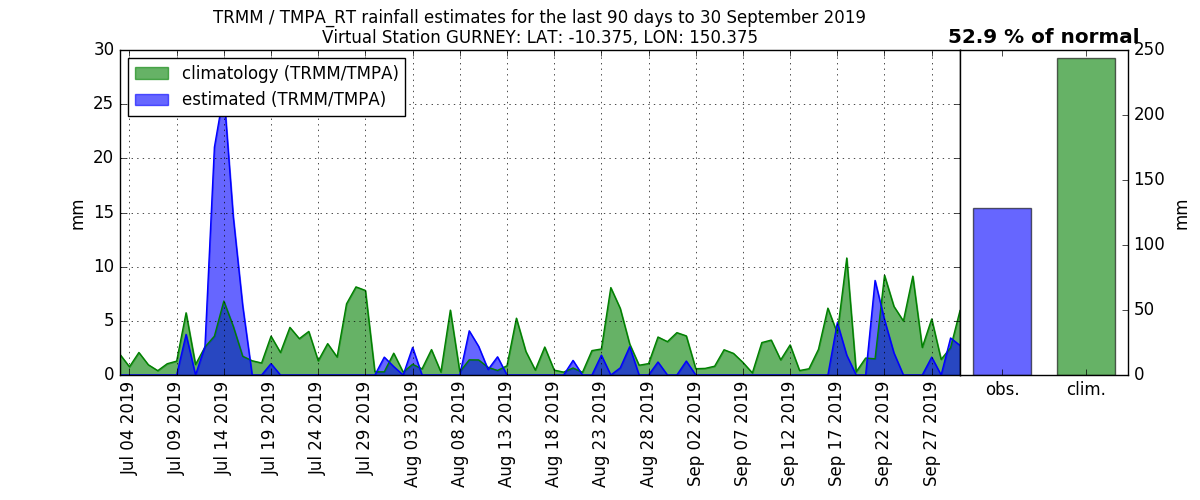 TRMM / TMPA_RT rainfall estimates for the last 90 days to 30 September 2019
Virtual Station GURNEY: LAT: -10.375, LON: 150.375
52.9 % of normal
climatology (TRMM/TMPA)
estimated (TRMM/TMPA)
30
25
20
15
10
5
0
mm
Jul 04 2019
Jul 09 2019
Jul 14 2019
Jul 19 2019
Jul 24 2019
Jul 29 2019
Aug 03 2019
Aug 08 2019
Aug 13 2019
Aug 18 2019
Aug 23 2019
Aug 28 2019
Sep 02 2019
Sep 07 2019
Sep 12 2019
Sep 17 2019
Sep 22 2019
Sep 27 2019
obs.
clim.
250
200
150
100
50
0
mm